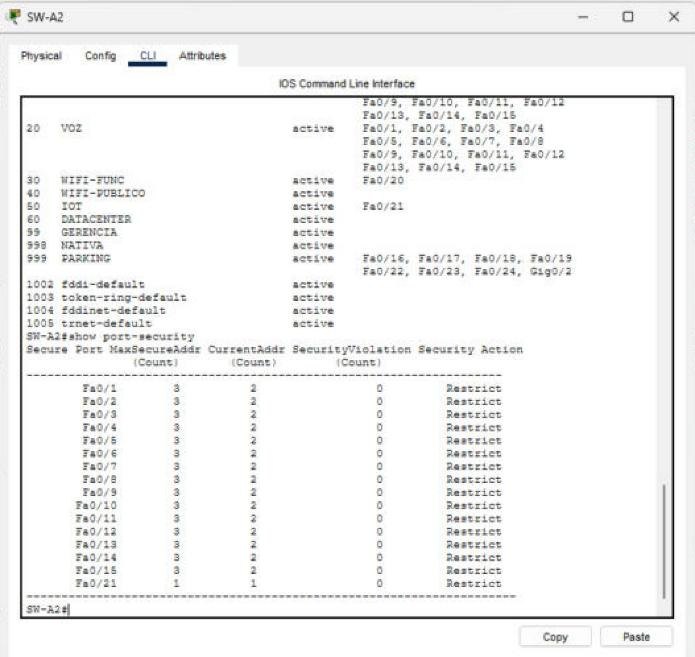 SW-A2
Physical Config CLI Attributes
IOS Command Line Interface
Fa0/9, Fa0/10, Fa0/11, Fa0/12
Fa0/13, Fa0/14, Fa0/15
20 VOZ active Fa0/1, Fa0/2, Fa0/3, Fa0/4
Fa0/5, Fa0/6, Fa0/7, Fa0/8
Fa0/9, Fa0/10, Fa0/11, Fa0/12
Fa0/13, Fa0/14, Fa0/15
30 WIFI-FUNC active Fa0/20
40 WIFI-PUBLICO active
50 IOT active Fa0/21
60 DATACENTER active
99 GERENCIA active
998 NATIVA active
999 PARKING active Fa0/16, Fa0/17, Fa0/18, Fa0/19
Fa0/22, Fa0/23, Fa0/24, Gig0/2
1002 fddi-default active
1003 token-ring-default active
1004 fddinet-default active
1005 trnet-default active
SW-A2#show port-security
Secure Port MaxSecureAddr CurrentAddr SecurityViolation Security Action
(Count) (Count) (Count)
--------------------------------------------------------------------
Fa0/1 3 2 0 Restrict
Fa0/2 3 2 0 Restrict
Fa0/3 3 2 0 Restrict
Fa0/4 3 2 0 Restrict
Fa0/5 3 2 0 Restrict
Fa0/6 3 2 0 Restrict
Fa0/7 3 2 0 Restrict
Fa0/8 3 2 0 Restrict
Fa0/9 3 2 0 Restrict
Fa0/10 3 2 0 Restrict
Fa0/11 3 2 0 Restrict
Fa0/12 3 2 0 Restrict
Fa0/13 3 2 0 Restrict
Fa0/14 3 2 0 Restrict
Fa0/15 3 2 0 Restrict
Fa0/21 1 1 0 Restrict
----------------------------------------------------------------------
SW-A2#
Copy Paste